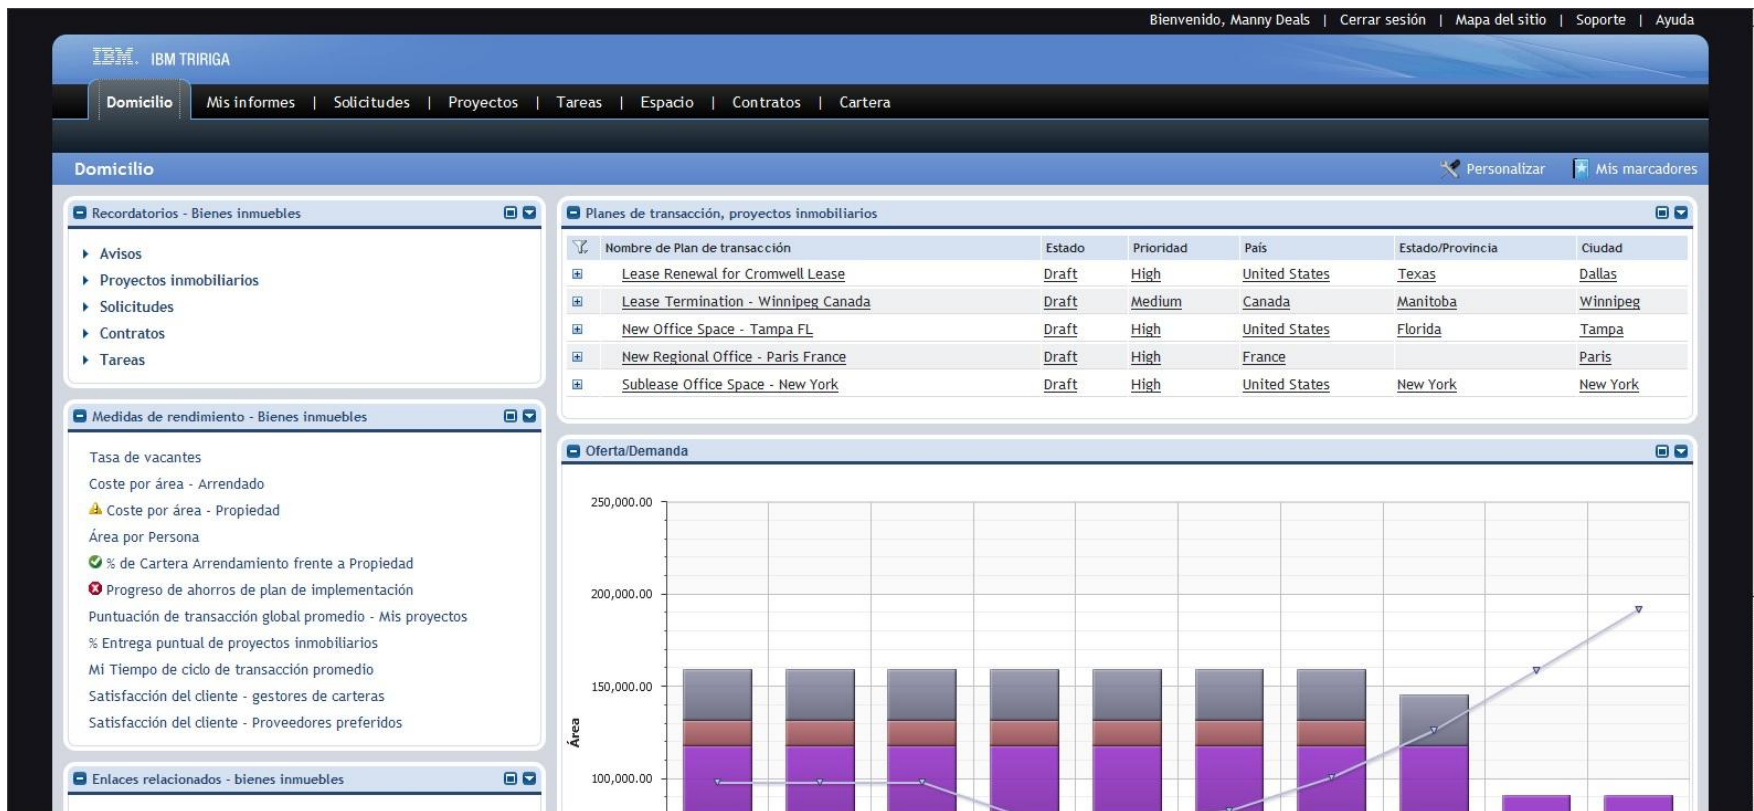 Bienvenido, Manny Deals | Cerrar sesión | Mapa del sitio | Soporte | Ayuda
IBM. IBM TRIRIGA
Domicilio Mis informes | Solicitudes | Proyectos | Tareas | Espacio | Contratos | Cartera
Domicilio
Personalizar Mis marcadores
Recordatorios - Bienes inmuebles
Avisos
Proyectos inmobiliarios
Solicitudes
Contratos
Tareas
Medidas de rendimiento - Bienes inmuebles
Tasa de vacantes
Coste por área - Arrendado
Coste por área - Propiedad
Área por Persona
% de Cartera Arrendamiento frente a Propiedad
Progreso de ahorros de plan de implementación
Puntuación de transacción global promedio - Mis proyectos
% Entrega puntual de proyectos inmobiliarios
Mi Tiempo de ciclo de transacción promedio
Satisfacción del cliente - gestores de carteras
Satisfacción del cliente - Proveedores preferidos
Enlaces relacionados - bienes inmuebles
Planes de transacción, proyectos inmobiliarios
Nombre de Plan de transacción Estado Prioridad País Estado/Provincia Ciudad
Lease Renewal for Cromwell Lease Draft High United States Texas Dallas
Lease Termination - Winnipeg Canada Draft Medium Canada Manitoba Winnipeg
New Office Space - Tampa FL Draft High United States Florida Tampa
New Regional Office - Paris France Draft High France Paris
Sublease Office Space - New York Draft High United States New York New York
Oferta/Demanda
250,000.00
200,000.00
150,000.00
100,000.00
Área